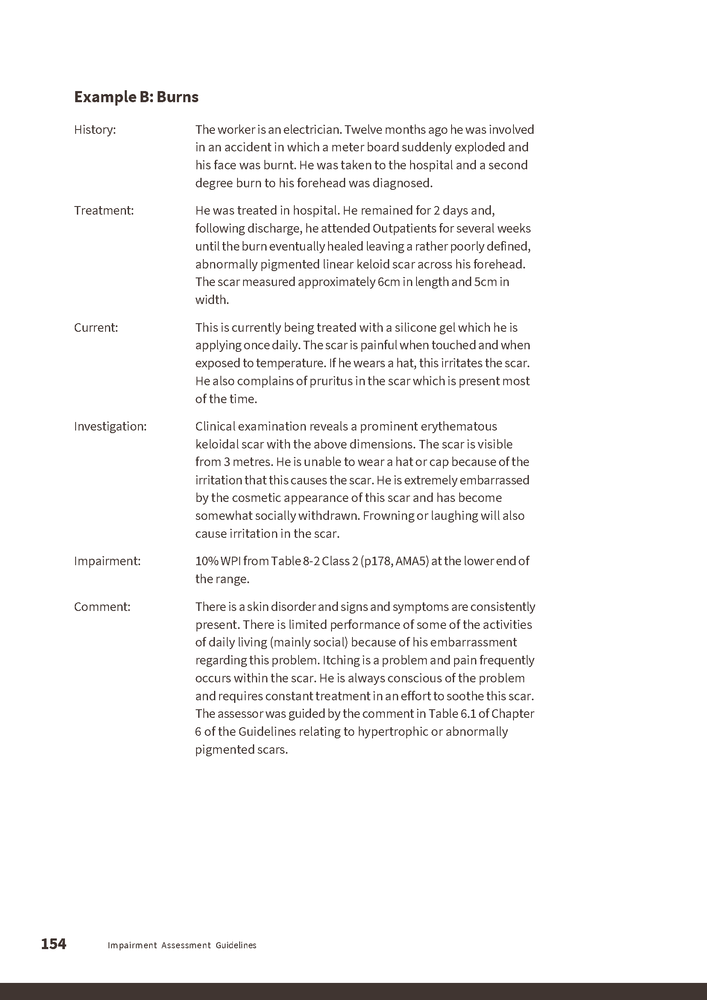 Example B: Burns
History: The worker is an electrician. Twelve months ago he was involved
in an accident in which a meter board suddenly exploded and
his face was burnt. He was taken to the hospital and a second
degree burn to his forehead was diagnosed.
Treatment: He was treated in hospital. He remained for 2 days and,
following discharge, he attended Outpatients for several weeks
until the burn eventually healed leaving a rather poorly defined,
abnormally pigmented linear keloid scar across his forehead.
The scar measured approximately 6cm in length and 5cm in
width.
Current: This is currently being treated with a silicone gel which he is
applying once daily. The scar is painful when touched and when
exposed to temperature. If he wears a hat, this irritates the scar.
He also complains of pruritus in the scar which is present most
of the time.
Investigation: Clinical examination reveals a prominent erythematous
keloidal scar with the above dimensions. The scar is visible
from 3 metres. He is unable to wear a hat or cap because of the
irritation that this causes the scar. He is extremely embarrassed
by the cosmetic appearance of this scar and has become
somewhat socially withdrawn. Frowning or laughing will also
cause irritation in the scar.
Impairment: 10% WPI from Table 8-2 Class 2 (p178, AMA5) at the lower end of
the range.
Comment: There is a skin disorder and signs and symptoms are consistently
present. There is limited performance of some of the activities
of daily living (mainly social) because of his embarrassment
regarding this problem. Itching is a problem and pain frequently
occurs within the scar. He is always conscious of the problem
and requires constant treatment in an effort to soothe this scar.
The assessor was guided by the comment in Table 6.1 of Chapter
6 of the Guidelines relating to hypertrophic or abnormally
pigmented scars.
154 Impairment Assessment Guidelines